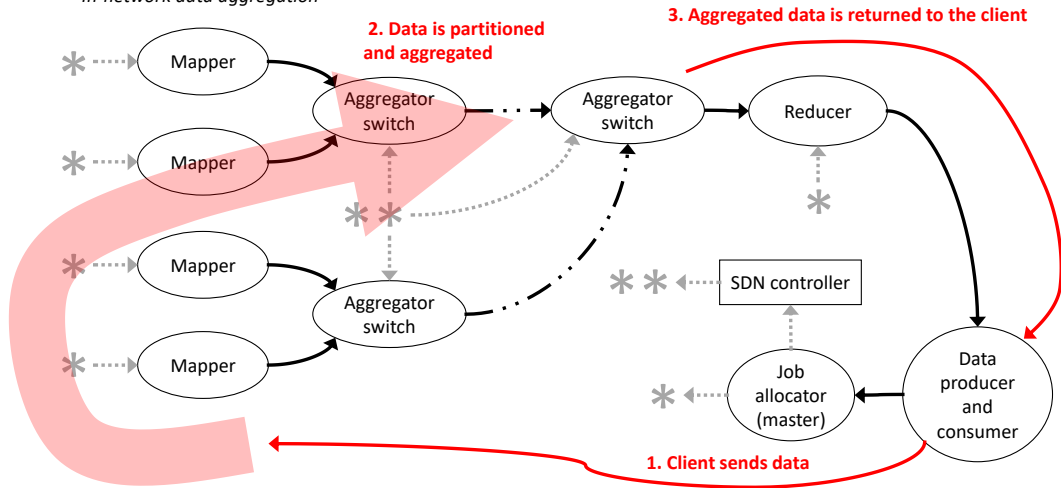 in-network data aggregation
3. Aggregated data is returned to the client
2. Data is partitioned
and aggregated
* Mapper
Aggregator
switch
Aggregator
switch
Reducer
* Mapper
* *
*
* Mapper
* *
SDN controller
Aggregator
switch
* Mapper
*
Job
allocator
(master)
Data
producer
and
consumer
1. Client sends data